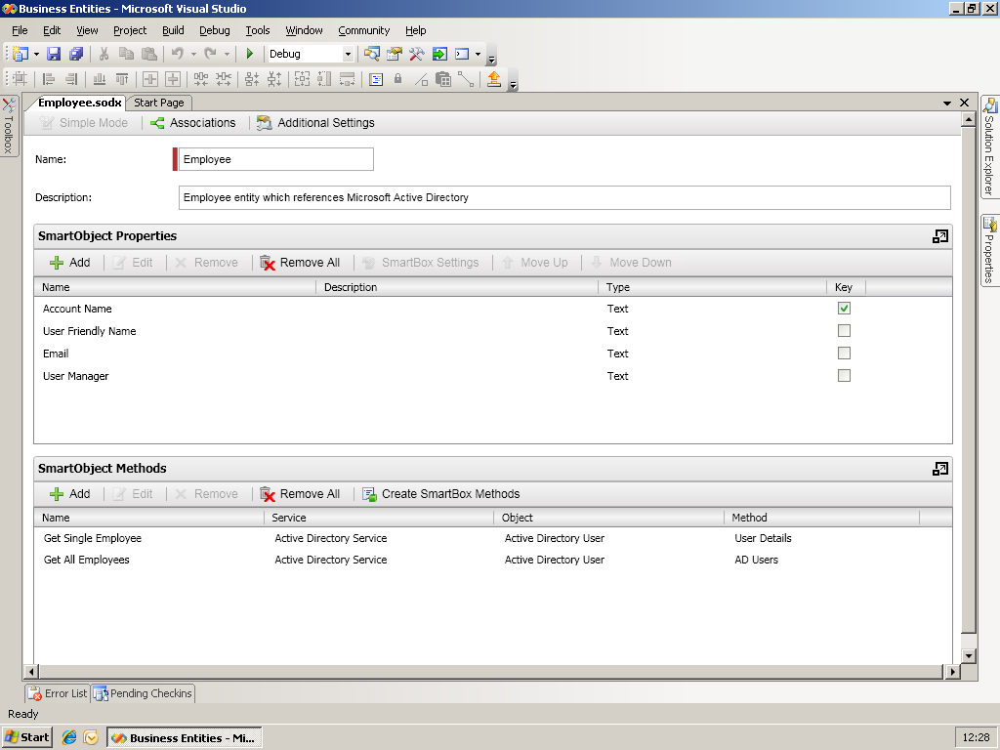 Business Entities - Microsoft Visual Studio
File Edit View Project Build Debug Tools Window Community Help
Debug
Employee.sodx Start Page
Toolbox
Simple Mode Associations Additional Settings
Solution Explorer
Properties
Name: Employee
Description: Employee entity which references Microsoft Active Directory
SmartObject Properties
Add Edit Remove Remove All SmartBox Settings Move Up Move Down
Name Description Type Key
Account Name Text
User Friendly Name Text
Email Text
User Manager Text
SmartObject Methods
Add Edit Remove Remove All Create SmartBox Methods
Name Service Object Method
Get Single Employee Active Directory Service Active Directory User User Details
Get All Employees Active Directory Service Active Directory User AD Users
Error List Pending Checkins
Ready
Start Business Entities - Mi... 12:28